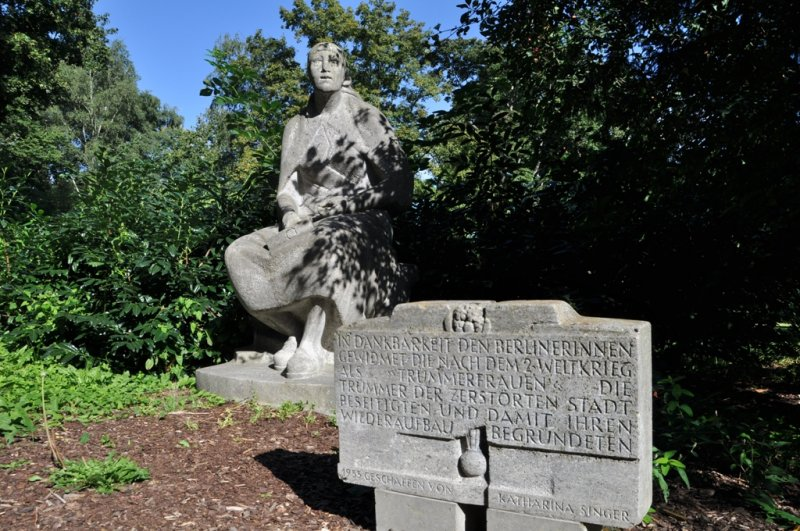 IN DANKBARKEIT DEN BERLINERINNEN
GEWIDMET DIE NACH DEM 2. WELTKRIEG
ALS "TRÜMMERFRAUEN" DIE
TRÜMMER DER ZERSTÖRTEN STADT
BESEITIGTEN UND DAMIT IHREN
WIEDERAUFBAU BEGRÜNDETEN
1955 GESCHAFFEN VON
KATHARINA SINGER